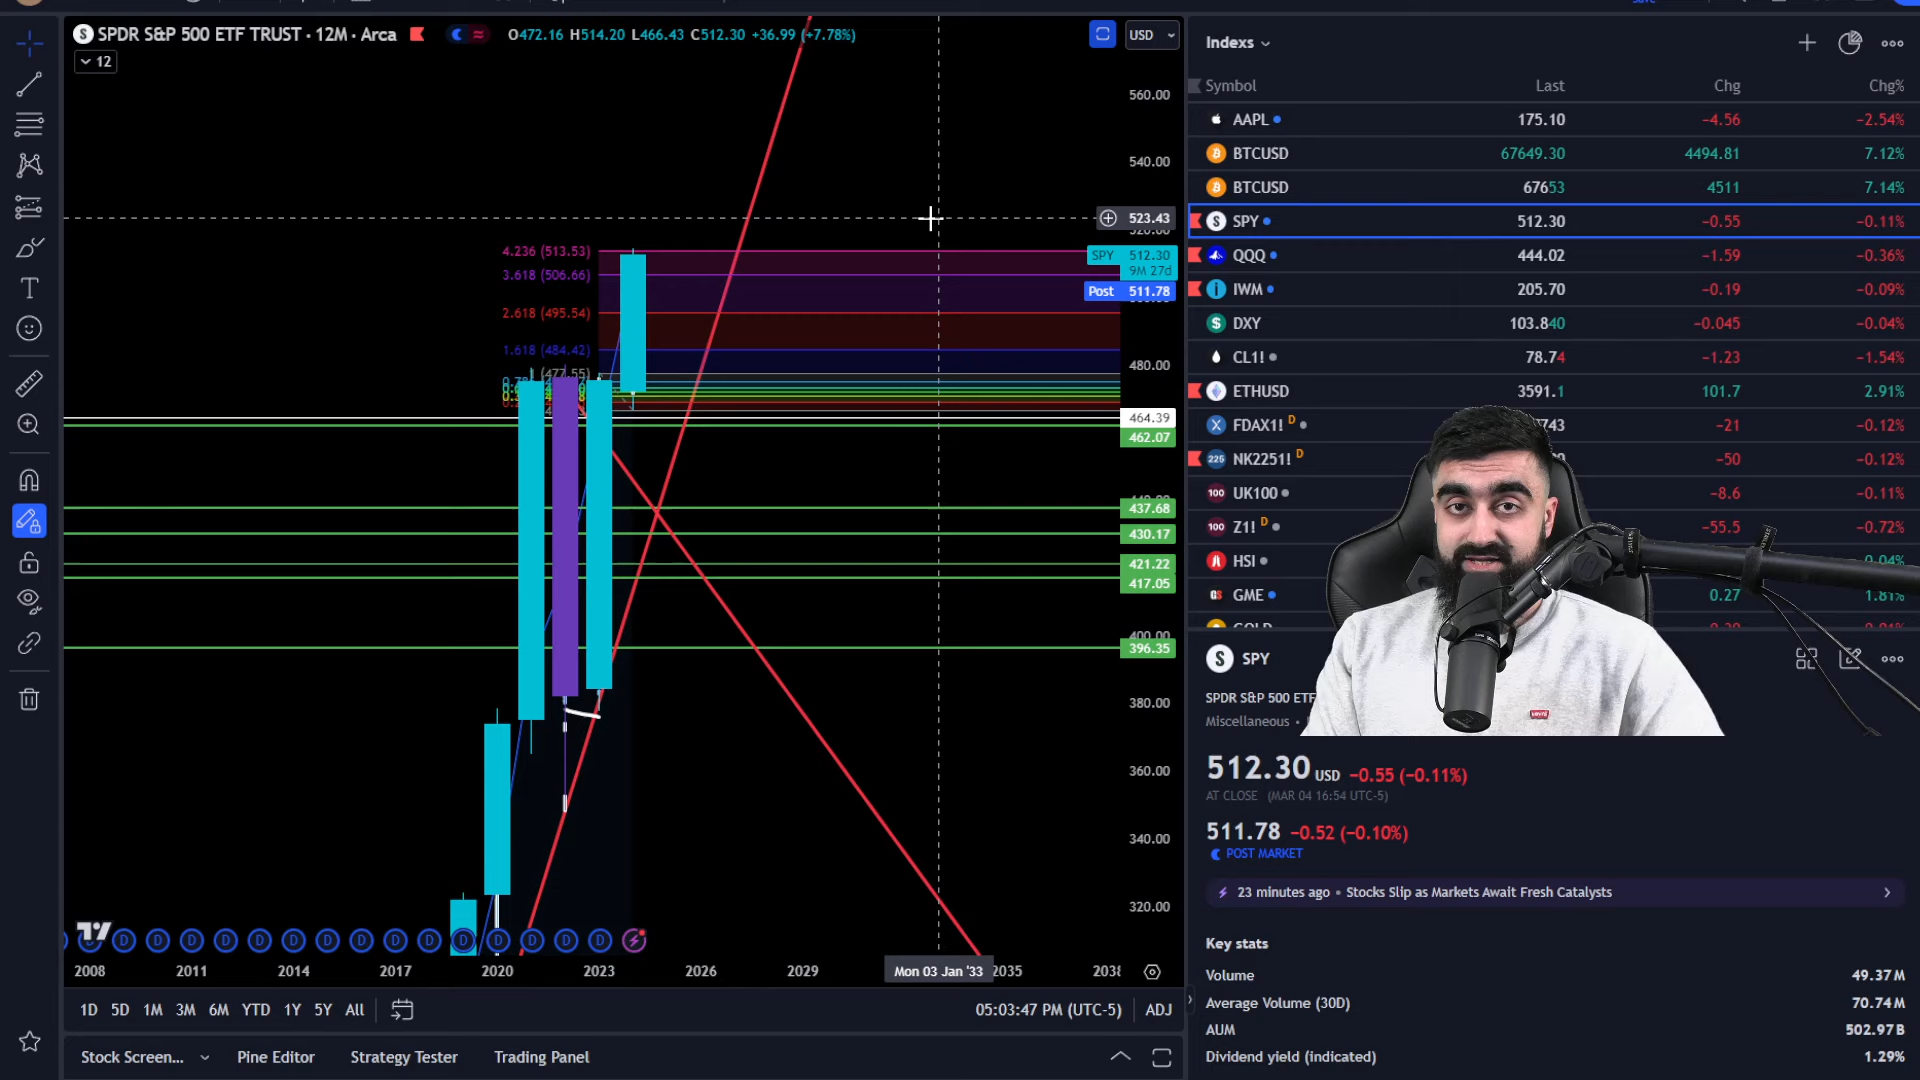 SPDR S&P 500 ETF TRUST · 12M · Arca O472.16 H514.20 L466.43 C512.30 +36.99 (+7.78%)
USD
12
560.00
540.00
523.43
520.00
4.236 (513.53)
SPY 512.30
9M 27d
3.618 (506.66)
Post 511.78
2.618 (495.54)
1.618 (484.42)
480.00
(477.55)
464.39
462.07
437.68
430.17
421.22
417.05
400.00
396.35
380.00
360.00
340.00
320.00
D D D D D D D D D D D D D D D D
2008 2011 2014 2017 2020 2023 2026 2029 Mon 03 Jan '33 2035
1D 5D 1M 3M 6M YTD 1Y 5Y All 05:03:47 PM (UTC-5) ADJ
Stock Screen... Pine Editor Strategy Tester Trading Panel
Indexs
Symbol Last Chg Chg%
AAPL 175.10 −4.56 −2.54%
BTCUSD 67649.30 4494.81 7.12%
BTCUSD 67653 4511 7.14%
SPY 512.30 −0.55 −0.11%
QQQ 444.02 −1.59 −0.36%
IWM 205.70 −0.19 −0.09%
DXY 103.840 −0.045 −0.04%
CL1! 78.74 −1.23 −1.54%
ETHUSD 3591.1 101.7 2.91%
FDAX1! D −21 −0.12%
225 NK2251! D −50 −0.12%
100 UK100 −8.6 −0.11%
100 Z1! D −55.5 −0.72%
HSI 0.04%
GME 0.27 1.81%
SPY
SPDR S&P 500 ETF
Miscellaneous
Levi's
512.30 USD −0.55 (−0.11%)
AT CLOSE (MAR 04 16:54 UTC-5)
511.78 −0.52 (−0.10%)
POST MARKET
23 minutes ago • Stocks Slip as Markets Await Fresh Catalysts
Key stats
Volume 49.37M
Average Volume (30D) 70.74M
AUM 502.97B
Dividend yield (indicated) 1.29%